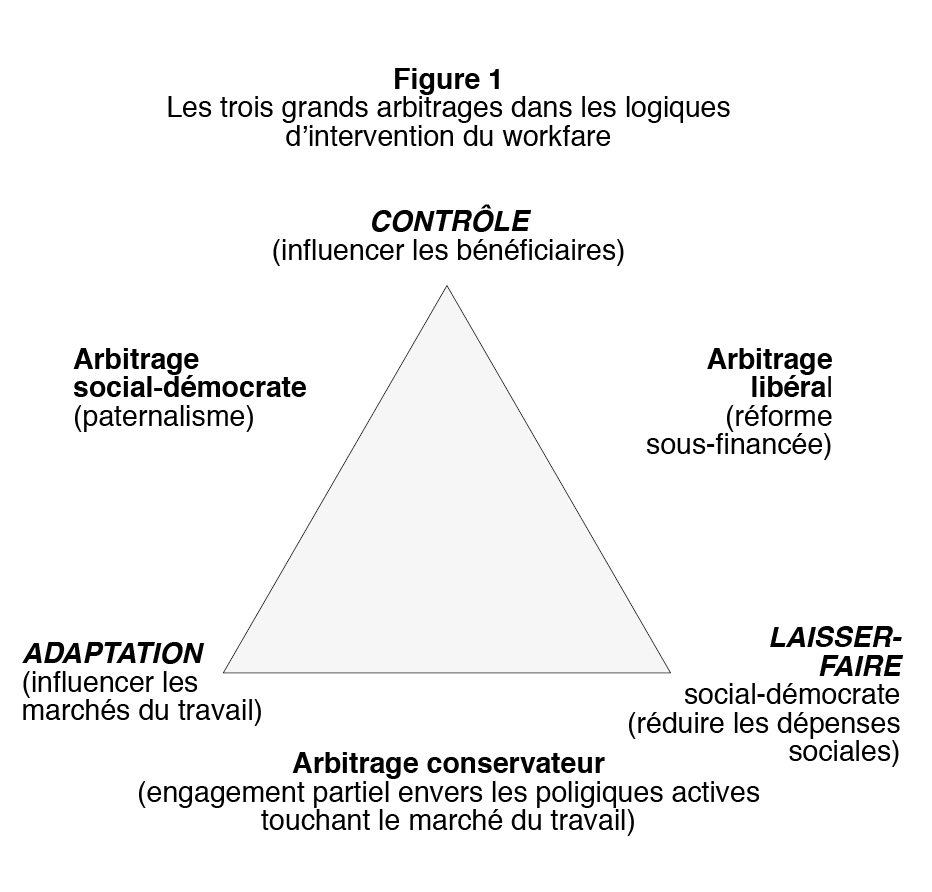 Figure 1
Les trois grands arbitrages dans les logiques
d'intervention du workfare
CONTRÔLE
(influencer les bénéficiaires)
Arbitrage
social-démocrate
(paternalisme)
Arbitrage
libéral
(réforme
sous-financée)
ADAPTATION
(influencer les
marchés du travail)
LAISSER-
FAIRE
social-démocrate
(réduire les dépenses
sociales)
Arbitrage conservateur
(engagement partiel envers les poligiques actives
touchant le marché du travail)